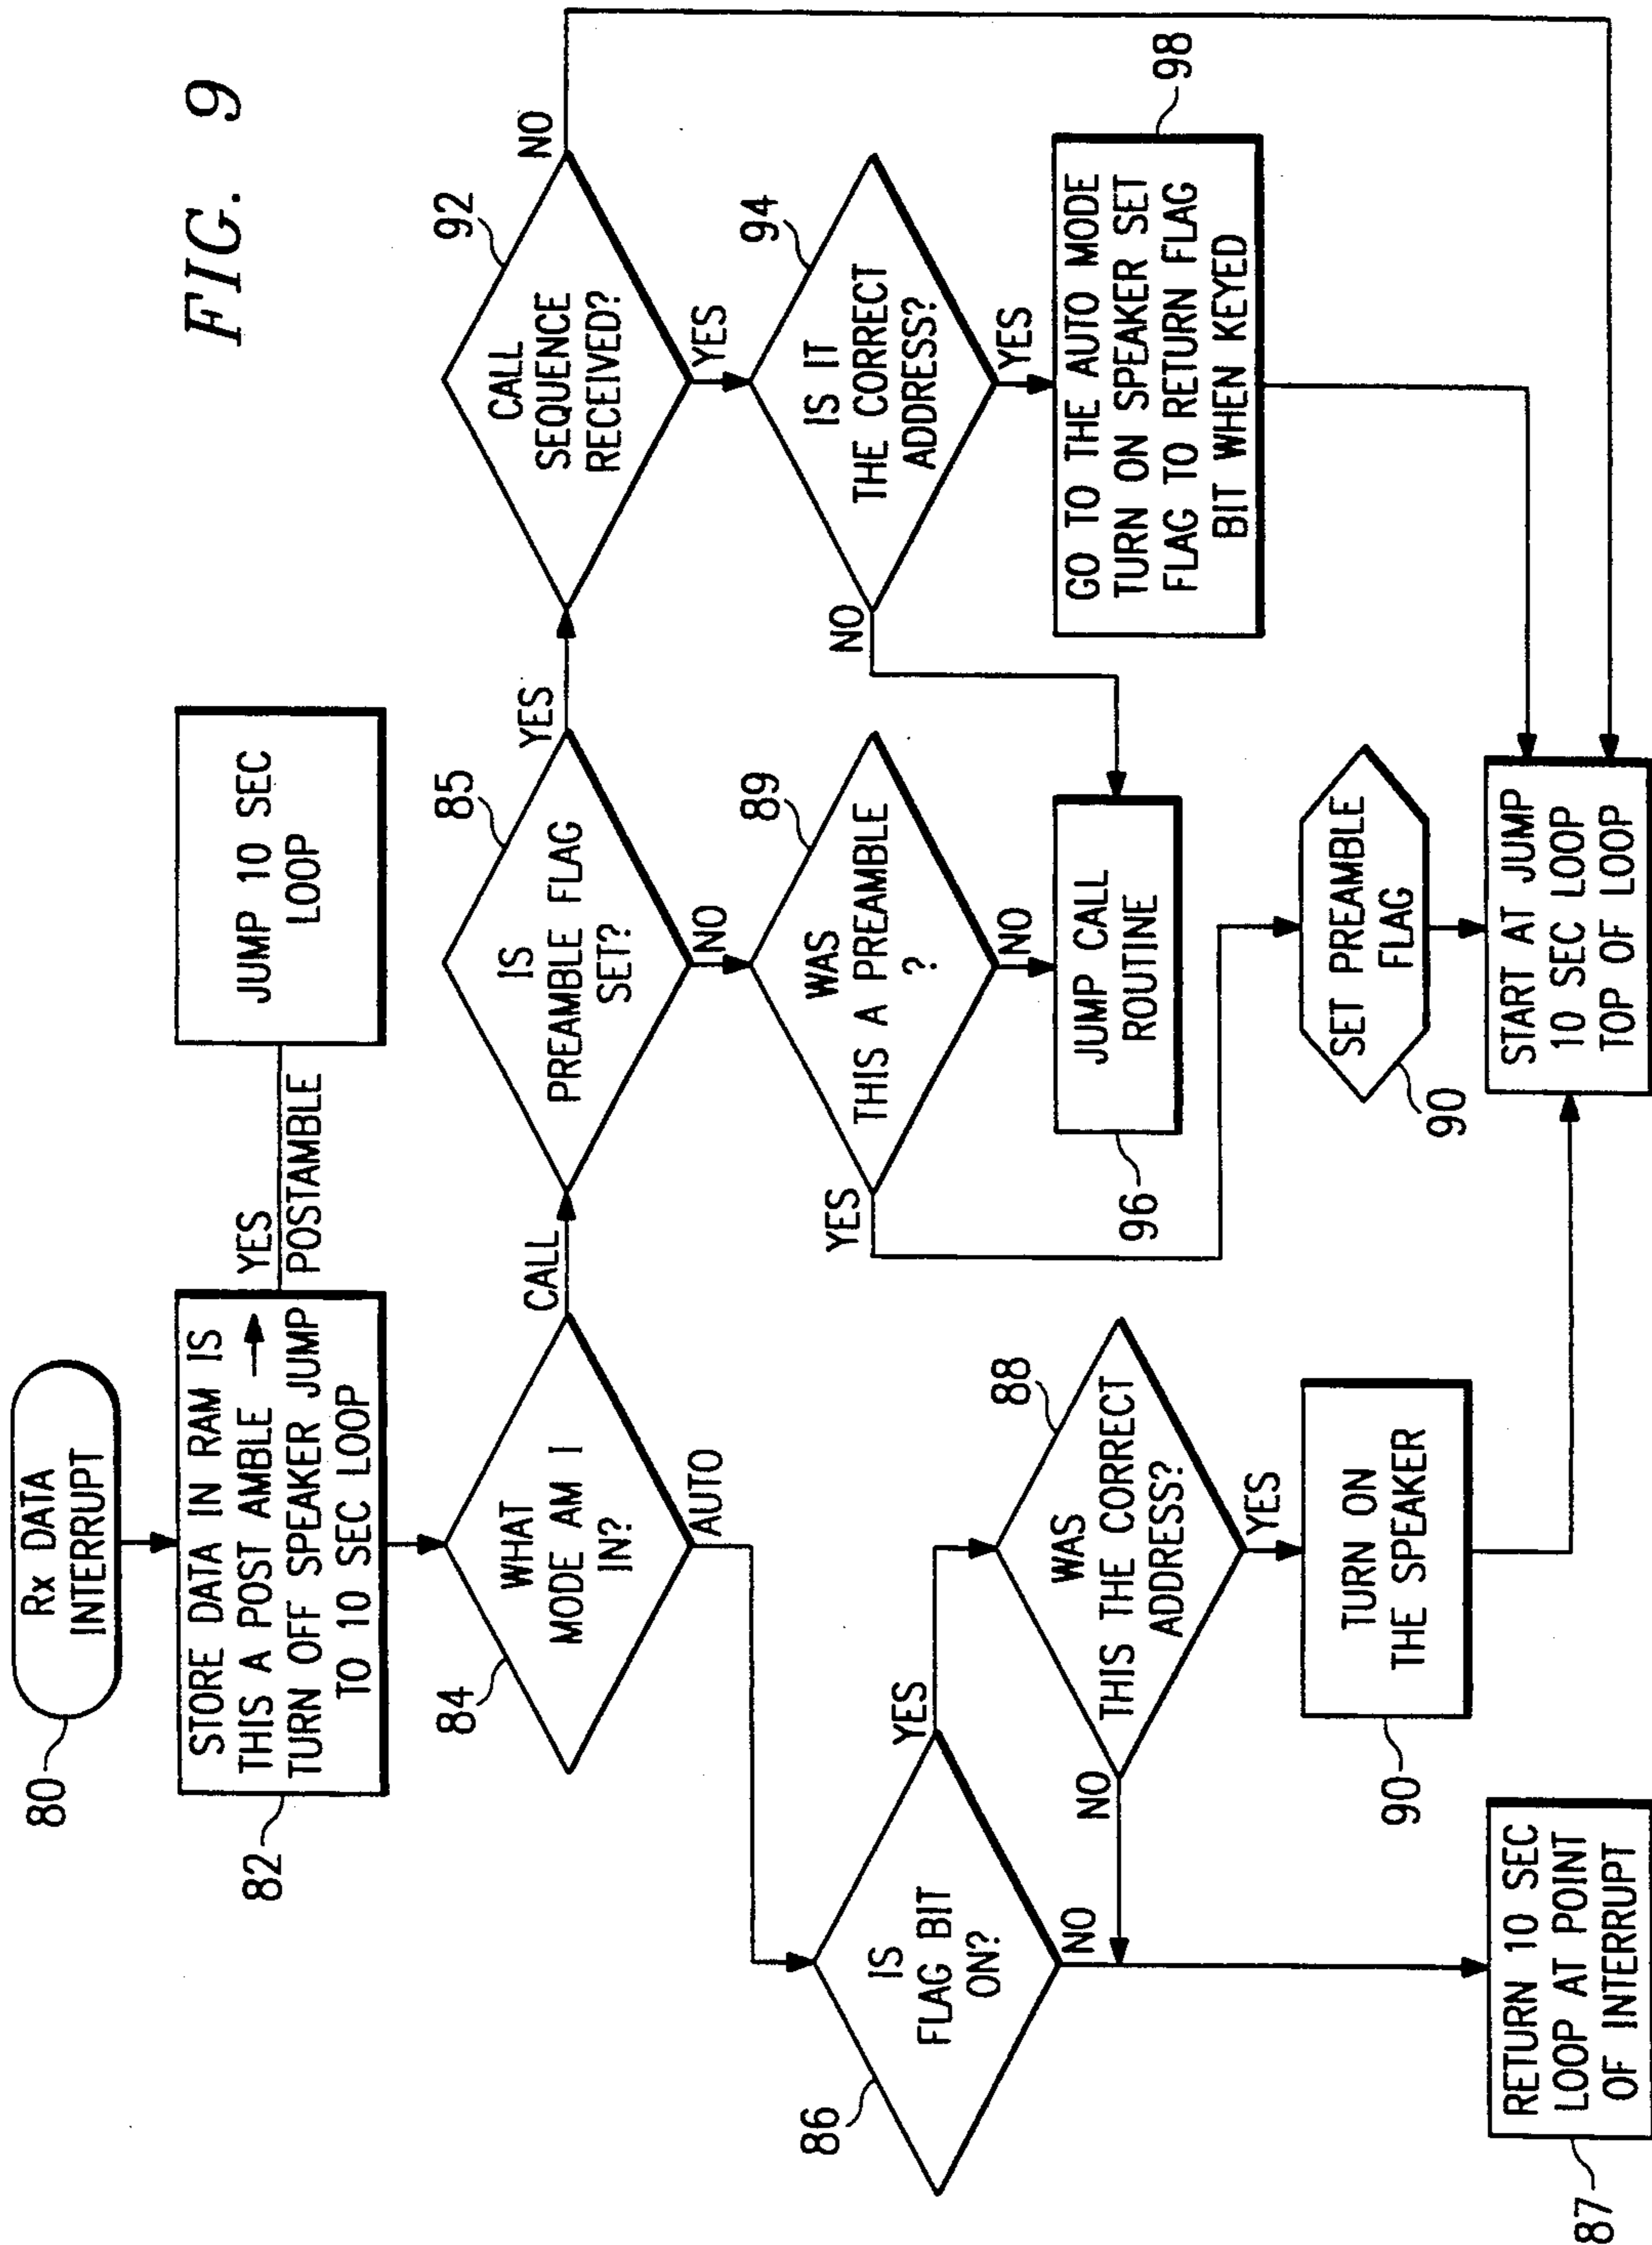 FIG. 9
80
Rx DATA
INTERRUPT
82
STORE DATA IN RAM IS
THIS A POST AMBLE →
TURN OFF SPEAKER JUMP
TO 10 SEC LOOP
YES
POSTAMBLE
JUMP 10 SEC
LOOP
84
WHAT
MODE AM I
IN?
CALL
AUTO
85
IS
PREAMBLE FLAG
SET?
YES
NO
92
CALL
SEQUENCE
RECEIVED?
NO
YES
86
IS
FLAG BIT
ON?
YES
NO
88
WAS
THIS THE CORRECT
ADDRESS?
NO
YES
89
WAS
THIS A PREAMBLE
?
YES
NO
94
IS IT
THE CORRECT
ADDRESS?
NO
YES
96
JUMP CALL
ROUTINE
98
GO TO THE AUTO MODE
TURN ON SPEAKER SET
FLAG TO RETURN FLAG
BIT WHEN KEYED
90
TURN ON
THE SPEAKER
90
SET PREAMBLE
FLAG
87
RETURN 10 SEC
LOOP AT POINT
OF INTERRUPT
START AT JUMP
10 SEC LOOP
TOP OF LOOP